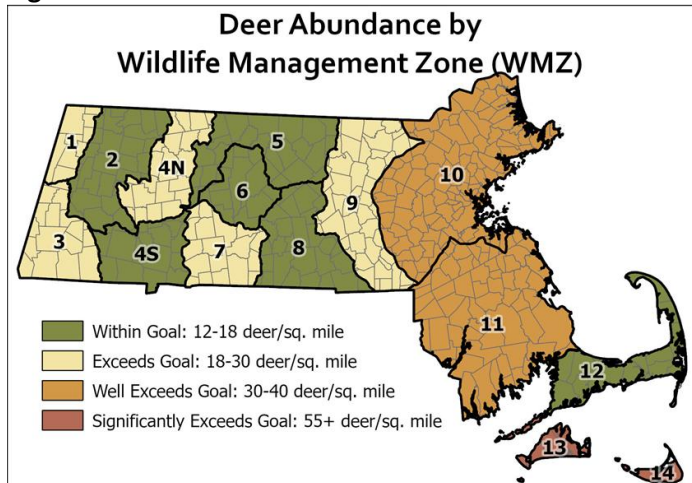 Deer Abundance by
Wildlife Management Zone (WMZ)
1
2
4N
5
6
3
4S
7
8
9
10
11
12
13
14
Within Goal: 12-18 deer/sq. mile
Exceeds Goal: 18-30 deer/sq. mile
Well Exceeds Goal: 30-40 deer/sq. mile
Significantly Exceeds Goal: 55+ deer/sq. mile